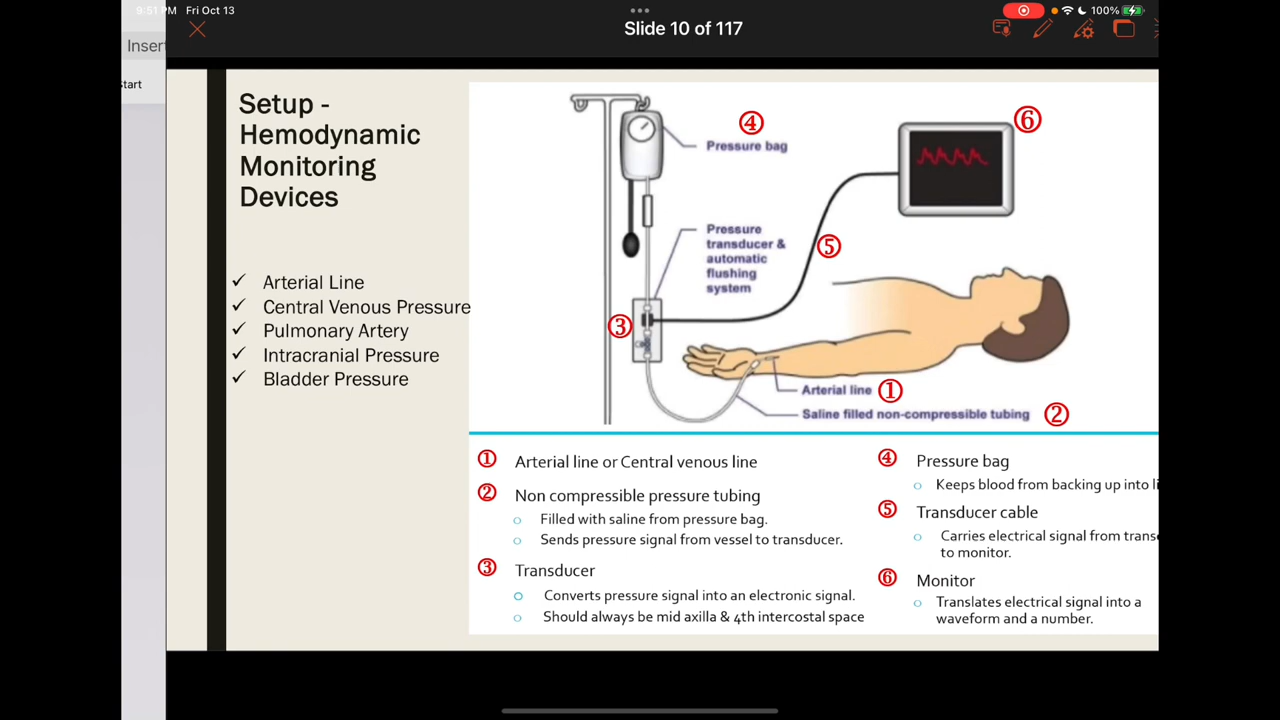 9:51 PM Fri Oct 13
100%
Insert
Start
Slide 10 of 117
Setup -
Hemodynamic
Monitoring
Devices
✓ Arterial Line
✓ Central Venous Pressure
✓ Pulmonary Artery
✓ Intracranial Pressure
✓ Bladder Pressure
④
Pressure bag
⑥
Pressure
transducer &
automatic
flushing
system
⑤
③
Arterial line ①
Saline filled non-compressible tubing ②
① Arterial line or Central venous line
② Non compressible pressure tubing
o Filled with saline from pressure bag.
o Sends pressure signal from vessel to transducer.
③ Transducer
o Converts pressure signal into an electronic signal.
o Should always be mid axilla & 4th intercostal space
④ Pressure bag
o Keeps blood from backing up into li
⑤ Transducer cable
o Carries electrical signal from trans
to monitor.
⑥ Monitor
o Translates electrical signal into a
waveform and a number.